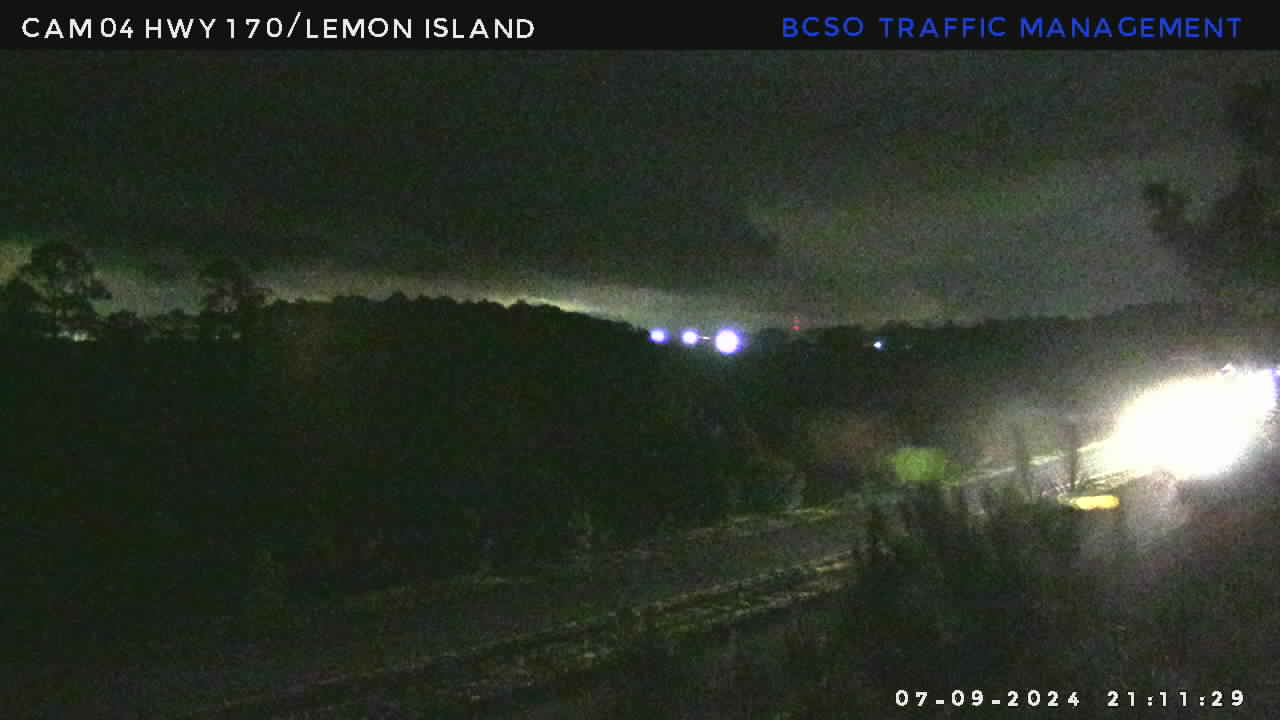 CAM04 HWY 170/LEMON ISLAND
BCSO TRAFFIC MANAGEMENT
07-09-2024 21:11:29